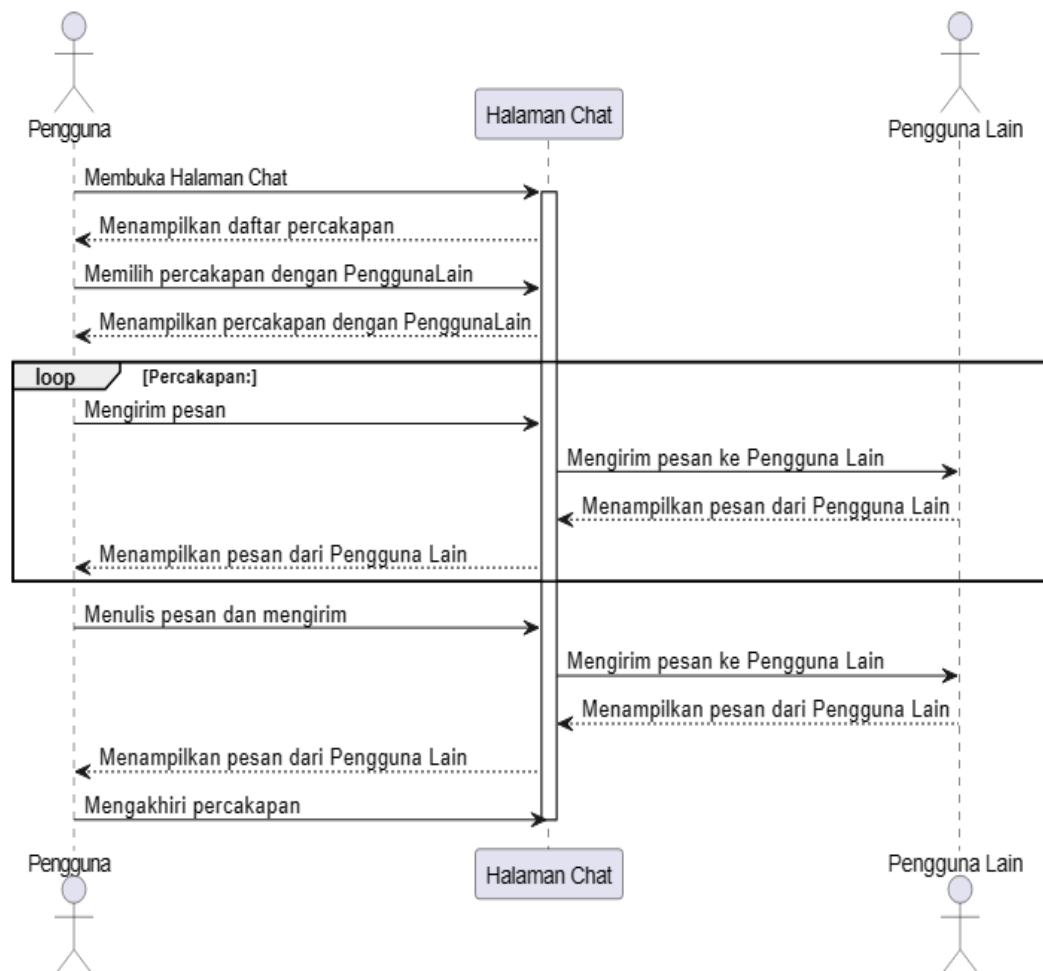 Pengguna
Halaman Chat
Pengguna Lain
Membuka Halaman Chat
Menampilkan daftar percakapan
Memilih percakapan dengan PenggunaLain
Menampilkan percakapan dengan PenggunaLain
loop [Percakapan:]
Mengirim pesan
Mengirim pesan ke Pengguna Lain
Menampilkan pesan dari Pengguna Lain
Menampilkan pesan dari Pengguna Lain
Menulis pesan dan mengirim
Mengirim pesan ke Pengguna Lain
Menampilkan pesan dari Pengguna Lain
Menampilkan pesan dari Pengguna Lain
Mengakhiri percakapan
Pengguna
Halaman Chat
Pengguna Lain